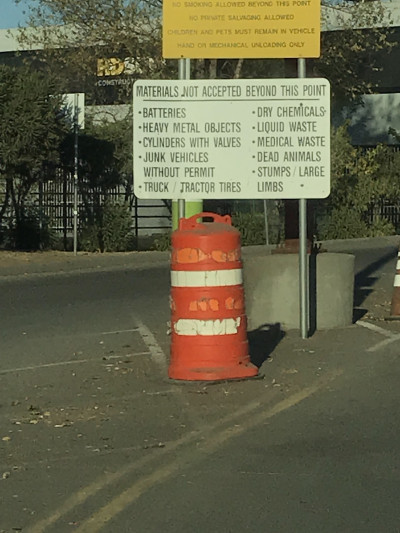 NO SMOKING ALLOWED BEYOND THIS POINT
NO PRIVATE SALVAGING ALLOWED
CHILDREN AND PETS MUST REMAIN IN VEHICLE
HAND OR MECHANICAL UNLOADING ONLY
CONSTRUCT
MATERIALS NOT ACCEPTED BEYOND THIS POINT
•BATTERIES
•HEAVY METAL OBJECTS
•CYLINDERS WITH VALVES
•JUNK VEHICLES
WITHOUT PERMIT
•TRUCK / TRACTOR TIRES
•DRY CHEMICALS
•LIQUID WASTE
•MEDICAL WASTE
•DEAD ANIMALS
•STUMPS / LARGE
LIMBS